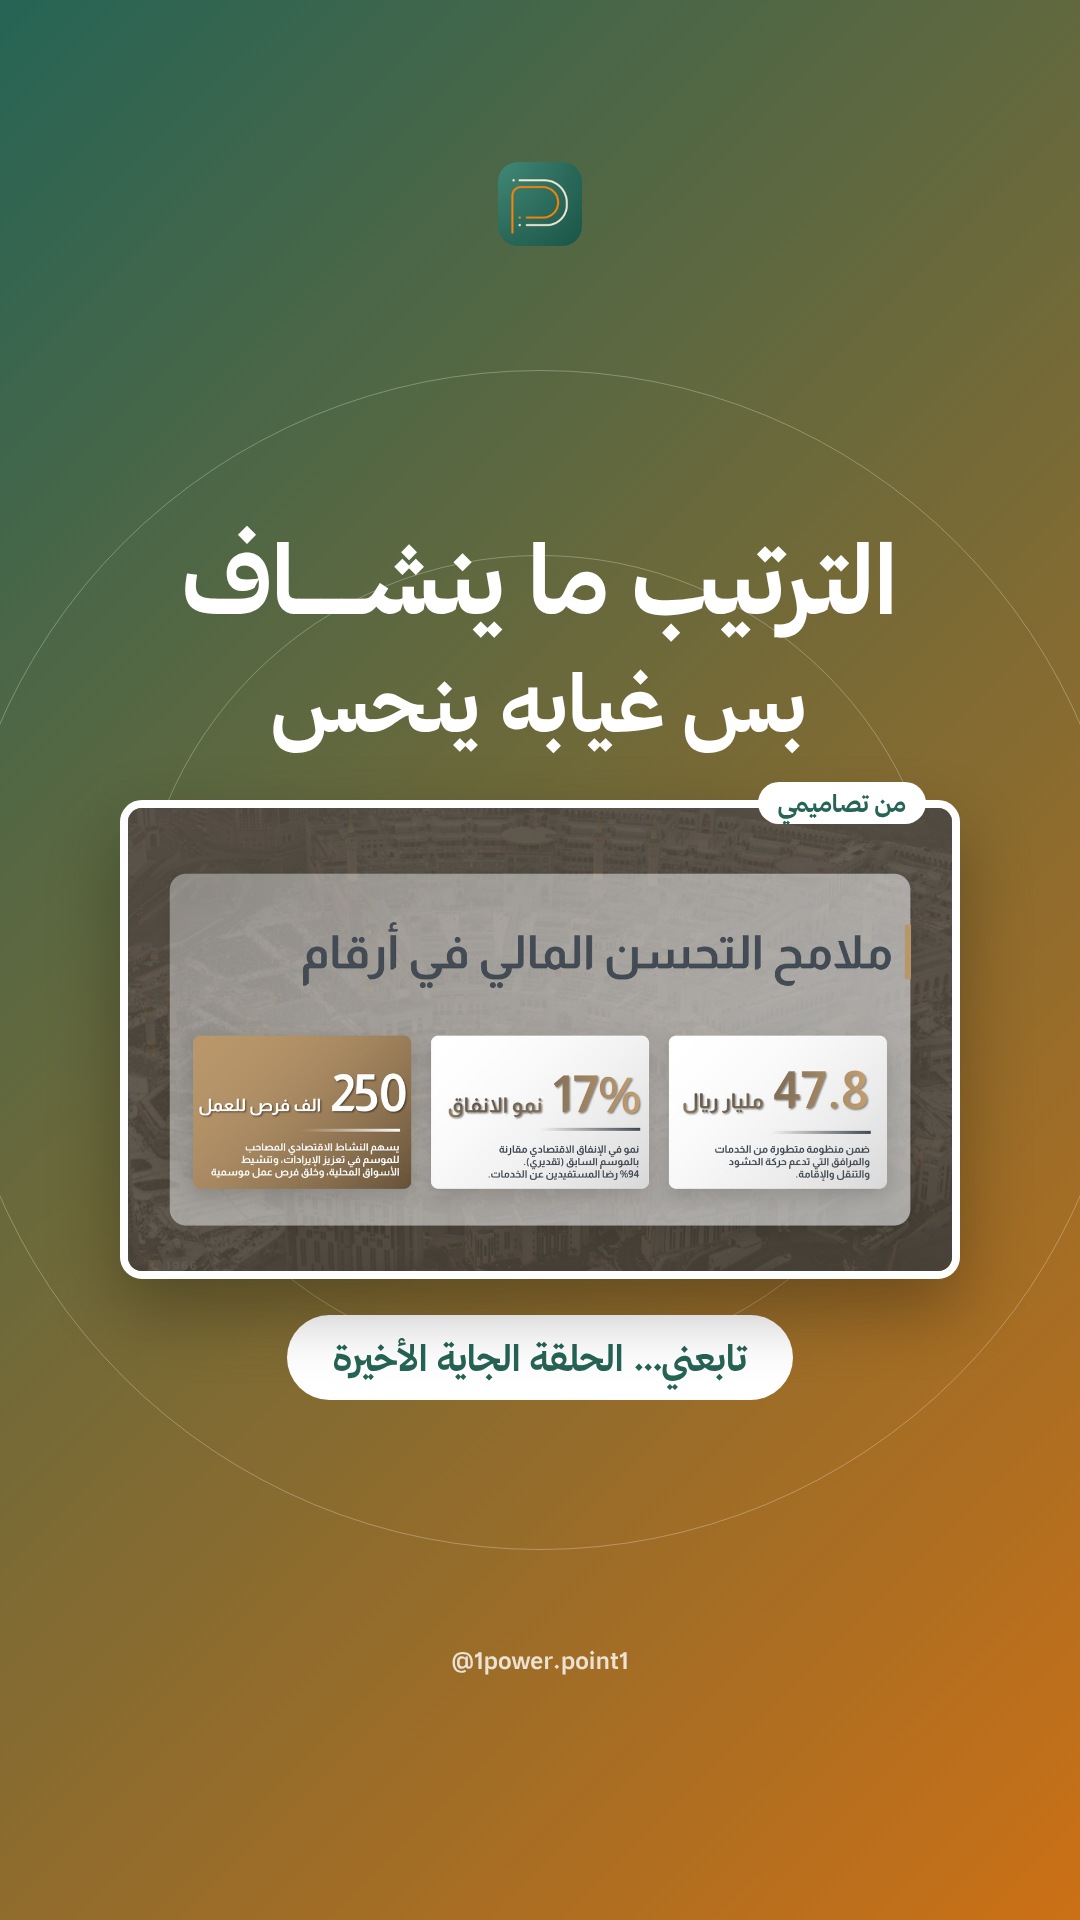 الترتيب ما ينشـــاف
بس غيابه ينحس
من تصاميمي
ملامح التحسن المالي في أرقام
47.8 مليار ريال
ضمن منظومة متطورة من الخدمات
والمرافق التي تدعم حركة الحشود
والتنقل والإقامة.
17% نمو الانفاق
نمو في الإنفاق الاقتصادي مقارنة
بالموسم السابق (تقديري).
94% رضا المستفيدين عن الخدمات.
250 الف فرص للعمل
يسهم النشاط الاقتصادي المصاحب
للموسم في تعزيز الإيرادات، وتنشيط
الأسواق المحلية، وخلق فرص عمل موسمية
تابعني... الحلقة الجاية الأخيرة
@1power.point1